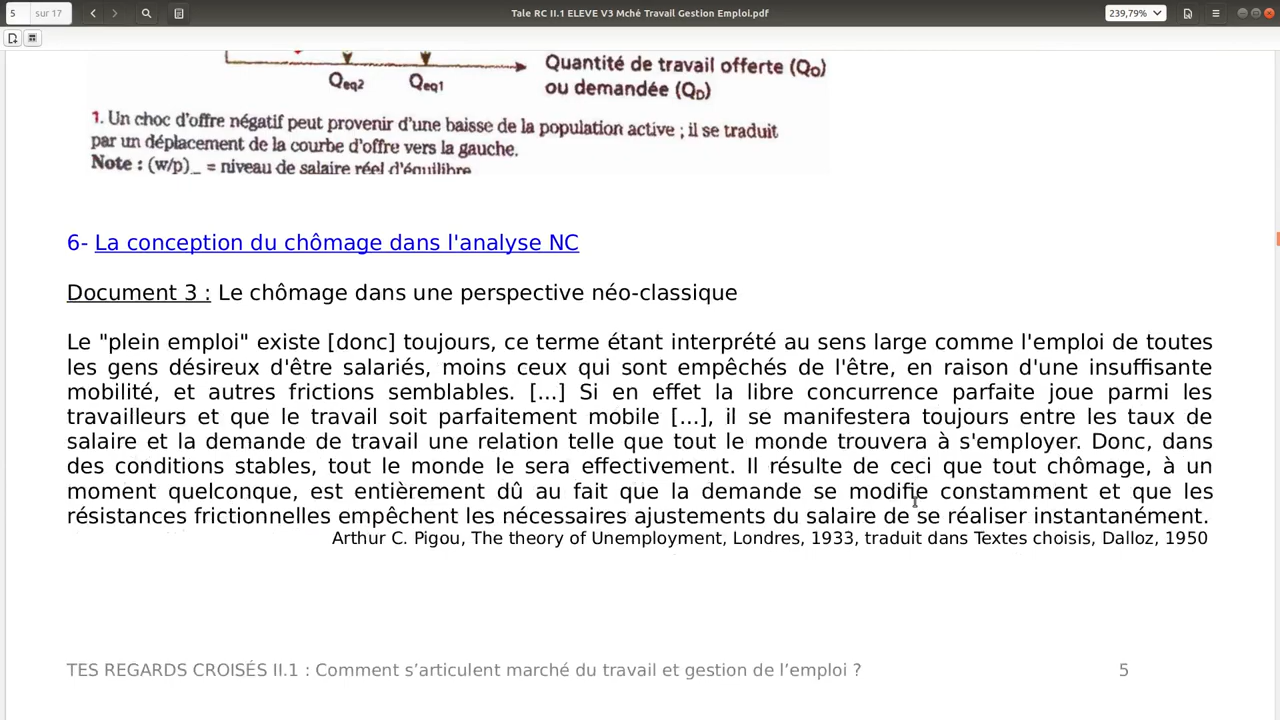 5
sur 17
Tale RC II.1 ELEVE V3 Mché Travail Gestion Emploi.pdf
239,79%
Qeq2
Qeq1
Quantité de travail offerte (QO)
ou demandée (QD)
1. Un choc d'offre négatif peut provenir d'une baisse de la population active ; il se traduit
par un déplacement de la courbe d'offre vers la gauche.
Note : (w/p)_ = niveau de salaire réel d'équilibre
6- La conception du chômage dans l'analyse NC
Document 3 : Le chômage dans une perspective néo-classique
Le "plein emploi" existe [donc] toujours, ce terme étant interprété au sens large comme l'emploi de toutes
les gens désireux d'être salariés, moins ceux qui sont empêchés de l'être, en raison d'une insuffisante
mobilité, et autres frictions semblables. [...] Si en effet la libre concurrence parfaite joue parmi les
travailleurs et que le travail soit parfaitement mobile [...], il se manifestera toujours entre les taux de
salaire et la demande de travail une relation telle que tout le monde trouvera à s'employer. Donc, dans
des conditions stables, tout le monde le sera effectivement. Il résulte de ceci que tout chômage, à un
moment quelconque, est entièrement dû au fait que la demande se modifie constamment et que les
résistances frictionnelles empêchent les nécessaires ajustements du salaire de se réaliser instantanément.
Arthur C. Pigou, The theory of Unemployment, Londres, 1933, traduit dans Textes choisis, Dalloz, 1950
TES REGARDS CROISÉS II.1 : Comment s’articulent marché du travail et gestion de l’emploi ?
5